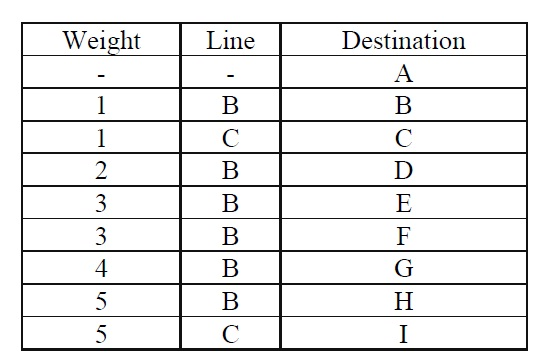 Weight Line Destination
- - A
1 B B
1 C C
2 B D
3 B E
3 B F
4 B G
5 B H
5 C I